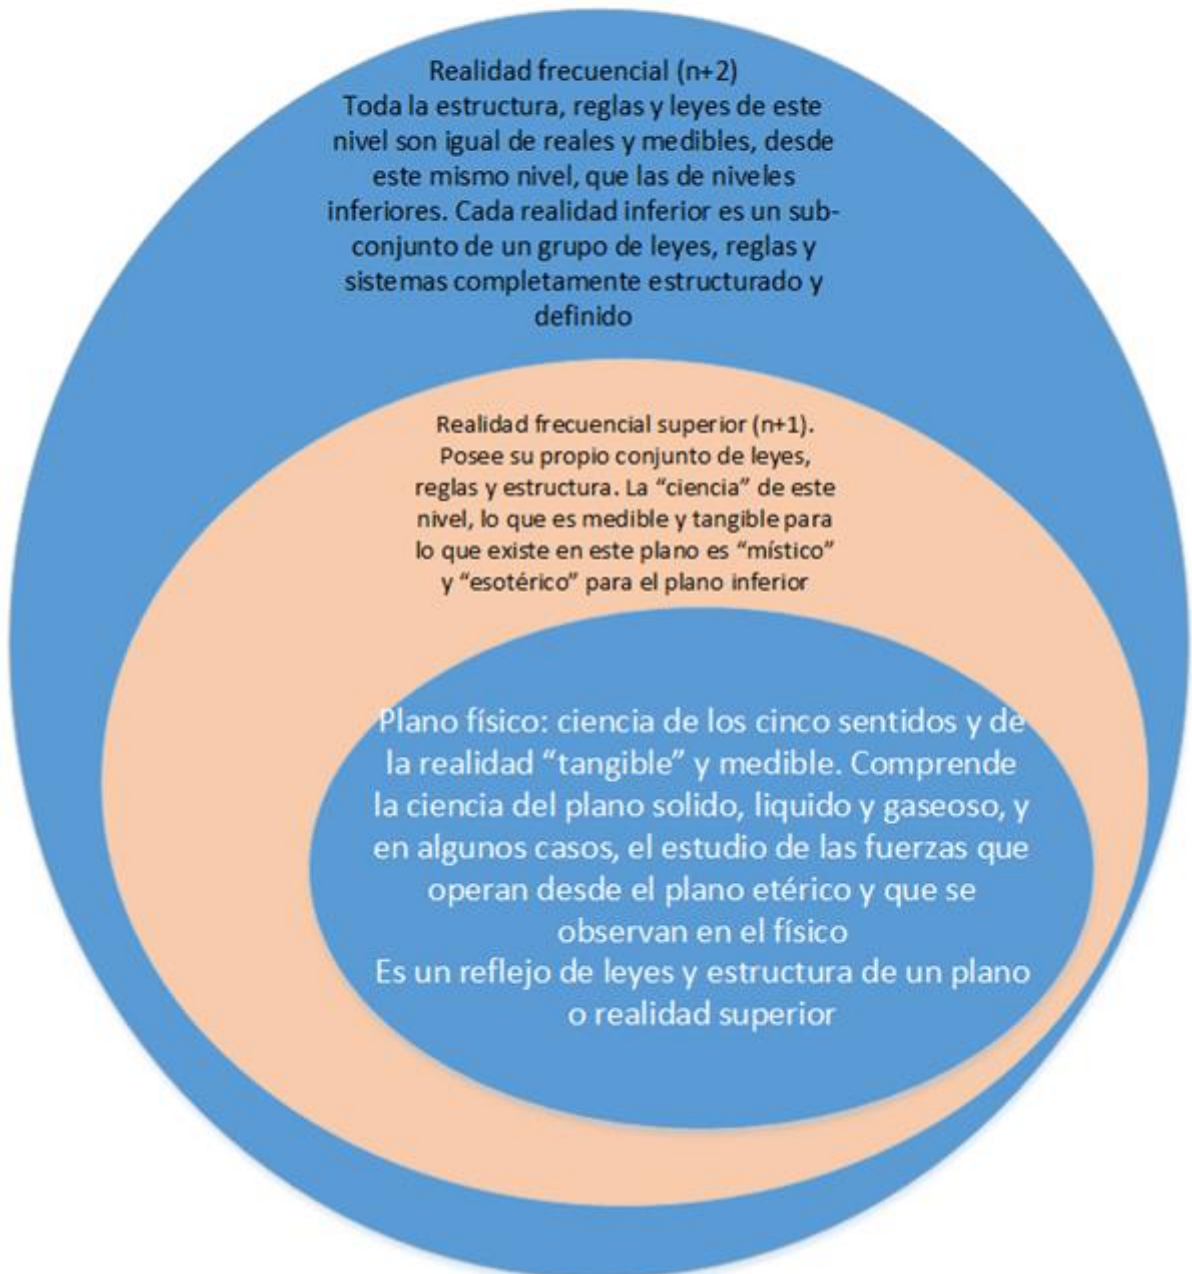 Realidad frecuencial (n+2)
Toda la estructura, reglas y leyes de este
nivel son igual de reales y medibles, desde
este mismo nivel, que las de niveles
inferiores. Cada realidad inferior es un sub-
conjunto de un grupo de leyes, reglas y
sistemas completamente estructurado y
definido
Realidad frecuencial superior (n+1).
Posee su propio conjunto de leyes,
reglas y estructura. La “ciencia” de este
nivel, lo que es medible y tangible para
lo que existe en este plano es “místico”
y “esotérico” para el plano inferior
Plano físico: ciencia de los cinco sentidos y de
la realidad “tangible” y medible. Comprende
la ciencia del plano solido, liquido y gaseoso, y
en algunos casos, el estudio de las fuerzas que
operan desde el plano etérico y que se
observan en el físico
Es un reflejo de leyes y estructura de un plano
o realidad superior